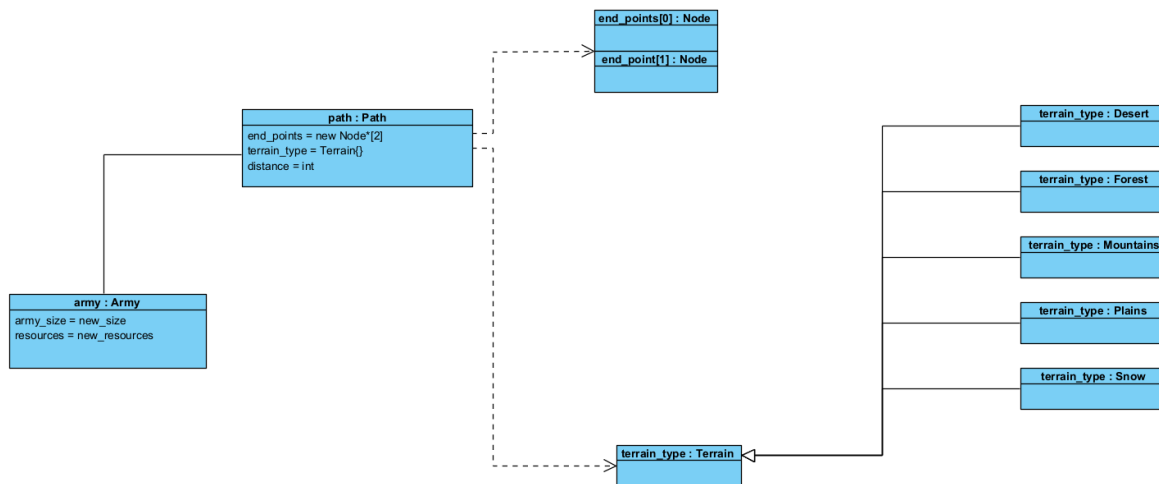 end_points[0] : Node
end_point[1] : Node
path : Path
end_points = new Node*[2]
terrain_type = Terrain{}
distance = int
terrain_type : Desert
terrain_type : Forest
terrain_type : Mountains
terrain_type : Plains
terrain_type : Snow
army : Army
army_size = new_size
resources = new_resources
terrain_type : Terrain